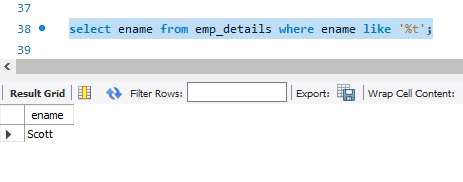 37
38 select ename from emp_details where ename like '%t';
39
Result Grid Filter Rows: Export: Wrap Cell Content:
ename
Scott